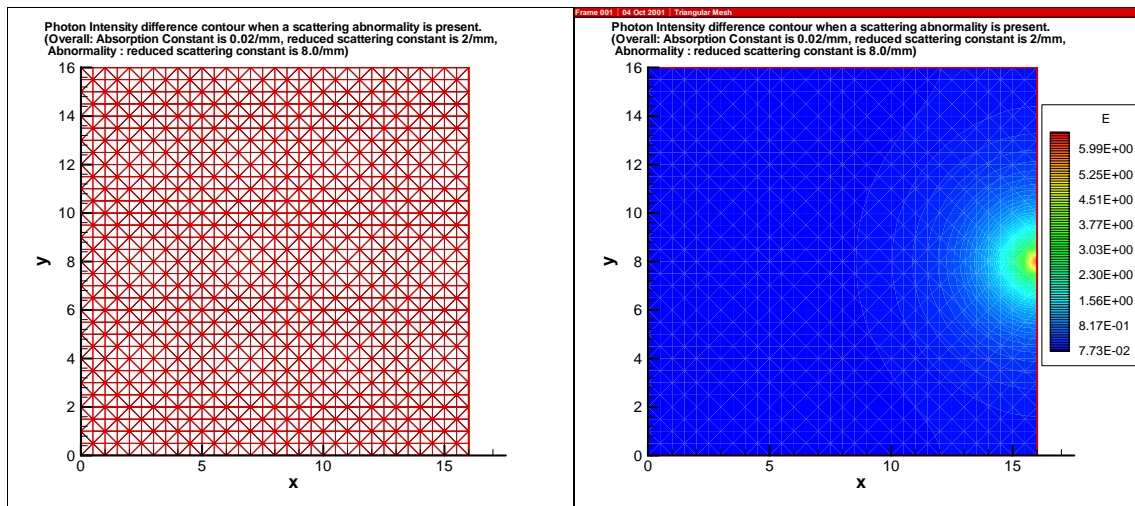 Photon Intensity difference contour when a scattering abnormality is present.
(Overall: Absorption Constant is 0.02/mm, reduced scattering constant is 2/mm,
Abnormality : reduced scattering constant is 8.0/mm)
16
14
12
10
8
6
4
2
0
y
0 5 10 15
x
Frame 001 | 04 Oct 2001 | Triangular Mesh
Photon Intensity difference contour when a scattering abnormality is present.
(Overall: Absorption Constant is 0.02/mm, reduced scattering constant is 2/mm,
Abnormality : reduced scattering constant is 8.0/mm)
16
14
12
10
8
6
4
2
0
y
0 5 10 15
x
E
5.99E+00
5.25E+00
4.51E+00
3.77E+00
3.03E+00
2.30E+00
1.56E+00
8.17E-01
7.73E-02